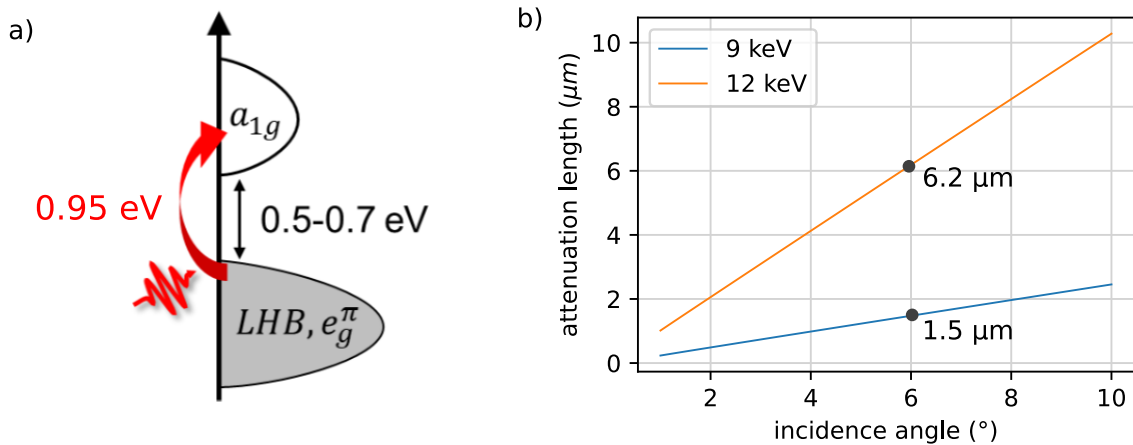 a)
a₁g
0.95 eV
0.5-0.7 eV
LHB, e_g^π
b)
9 keV
12 keV
attenuation length (μm)
10
8
6
4
2
0
6.2 μm
1.5 μm
2
4
6
8
10
incidence angle (°)